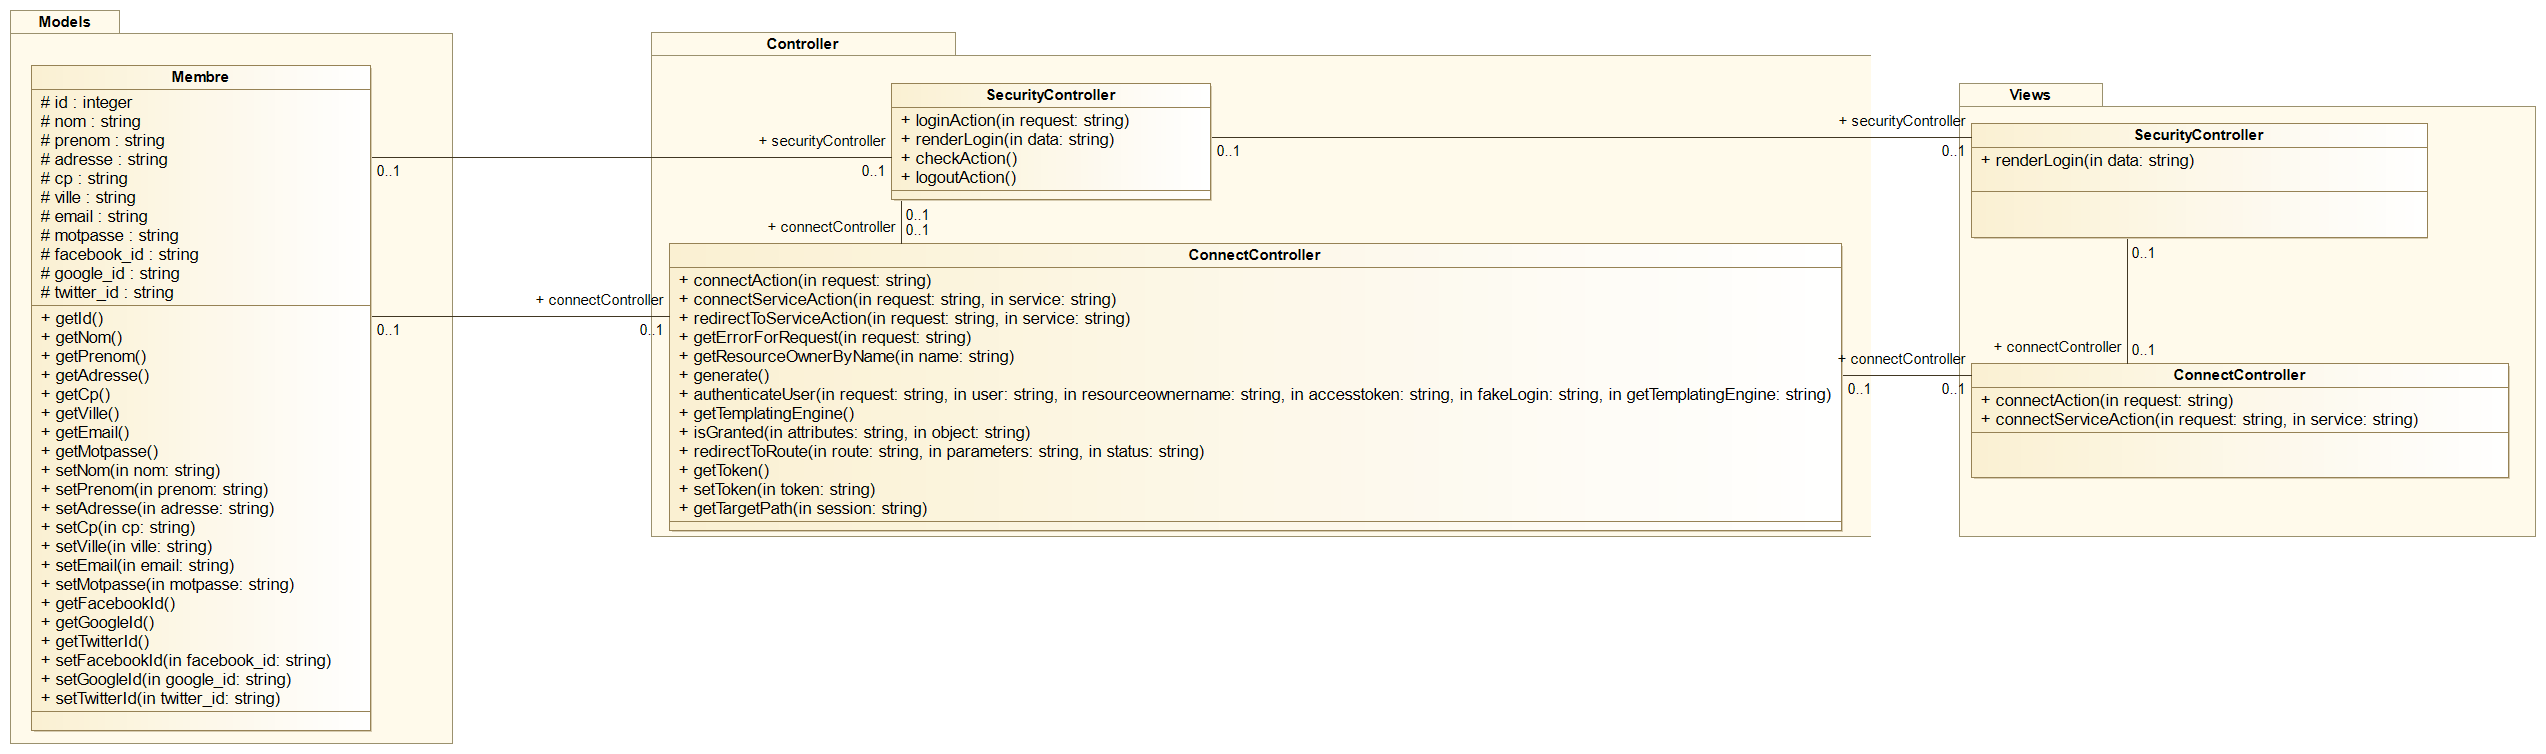 Models
Membre
# id : integer
# nom : string
# prenom : string
# adresse : string
# cp : string
# ville : string
# email : string
# motpasse : string
# facebook_id : string
# google_id : string
# twitter_id : string
+ getId()
+ getNom()
+ getPrenom()
+ getAdresse()
+ getCp()
+ getVille()
+ getEmail()
+ getMotpasse()
+ setNom(in nom: string)
+ setPrenom(in prenom: string)
+ setAdresse(in adresse: string)
+ setCp(in cp: string)
+ setVille(in ville: string)
+ setEmail(in email: string)
+ setMotpasse(in motpasse: string)
+ getFacebookId()
+ getGoogleId()
+ getTwitterId()
+ setFacebookId(in facebook_id: string)
+ setGoogleId(in google_id: string)
+ setTwitterId(in twitter_id: string)
0..1
+ securityController
0..1
0..1
+ connectController
0..1
Controller
SecurityController
+ loginAction(in request: string)
+ renderLogin(in data: string)
+ checkAction()
+ logoutAction()
0..1
+ connectController
0..1
ConnectController
+ connectAction(in request: string)
+ connectServiceAction(in request: string, in service: string)
+ redirectToServiceAction(in request: string, in service: string)
+ getErrorForRequest(in request: string)
+ getResourceOwnerByName(in name: string)
+ generate()
+ authenticateUser(in request: string, in user: string, in resourceownername: string, in accesstoken: string, in fakeLogin: string, in getTemplatingEngine: string)
+ getTemplatingEngine()
+ isGranted(in attributes: string, in object: string)
+ redirectToRoute(in route: string, in parameters: string, in status: string)
+ getToken()
+ setToken(in token: string)
+ getTargetPath(in session: string)
0..1
+ securityController
0..1
+ connectController
0..1
0..1
Views
SecurityController
+ renderLogin(in data: string)
0..1
+ connectController
0..1
ConnectController
+ connectAction(in request: string)
+ connectServiceAction(in request: string, in service: string)